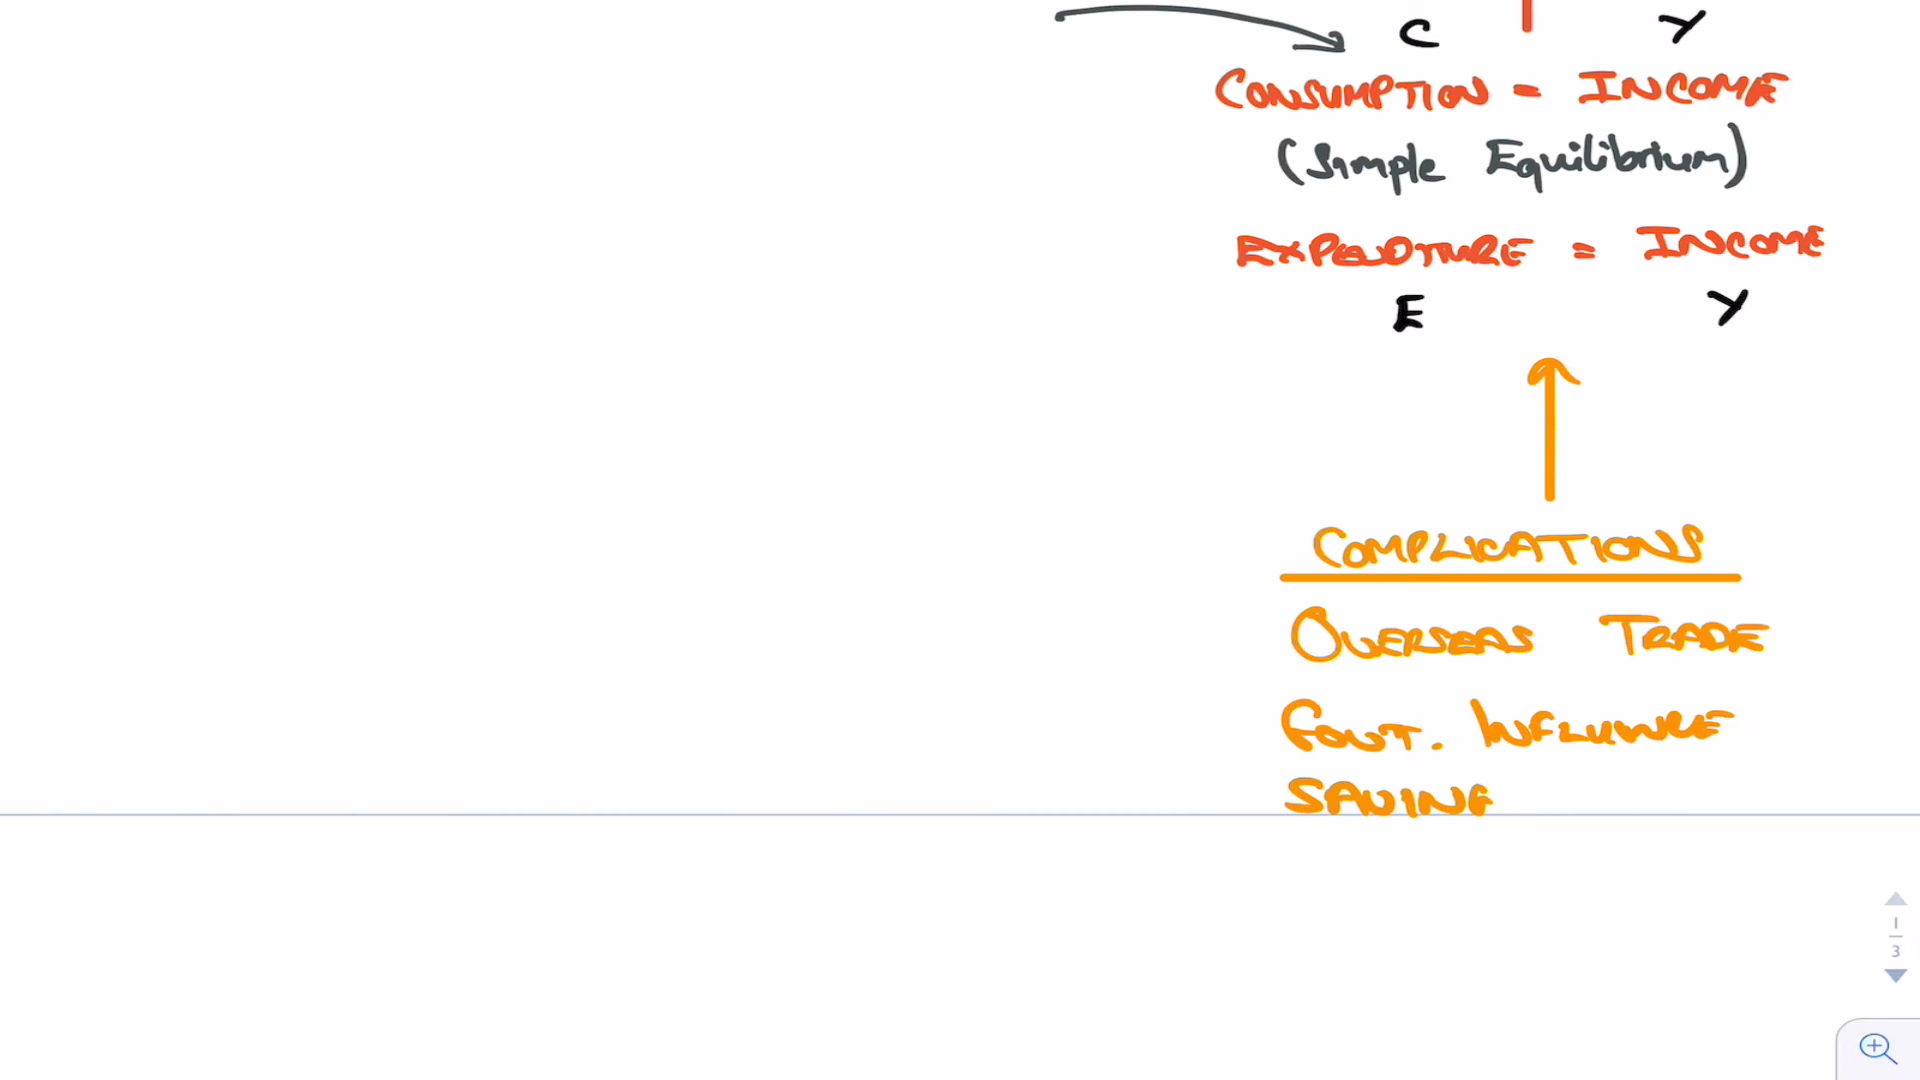 C Y
CONSUMPTION = INCOME
(Simple Equilibrium)
EXPENDITURE = INCOME
E Y
COMPLICATIONS
OVERSEAS TRADE
GOVT. INFLUENCE
SAVING
1
3